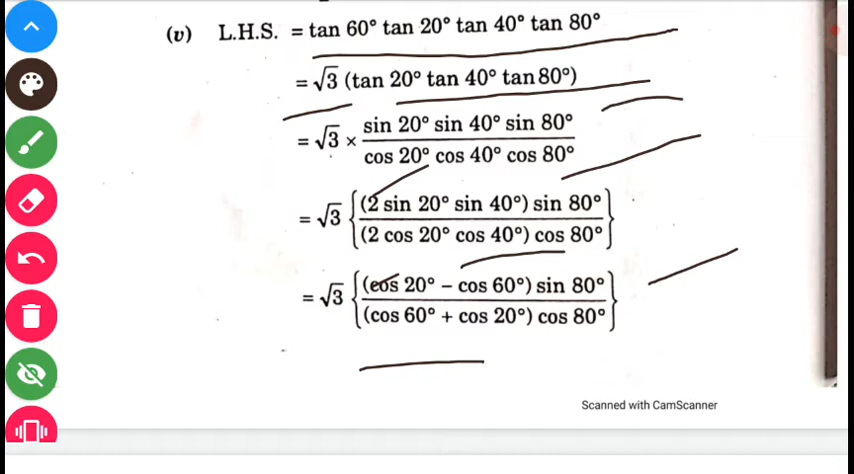 (v) L.H.S. = tan 60° tan 20° tan 40° tan 80°
= √3 (tan 20° tan 40° tan 80°)
= √3 × sin 20° sin 40° sin 80° / cos 20° cos 40° cos 80°
= √3 {(2 sin 20° sin 40°) sin 80° / (2 cos 20° cos 40°) cos 80°}
= √3 {(cos 20° − cos 60°) sin 80° / (cos 60° + cos 20°) cos 80°}
Scanned with CamScanner